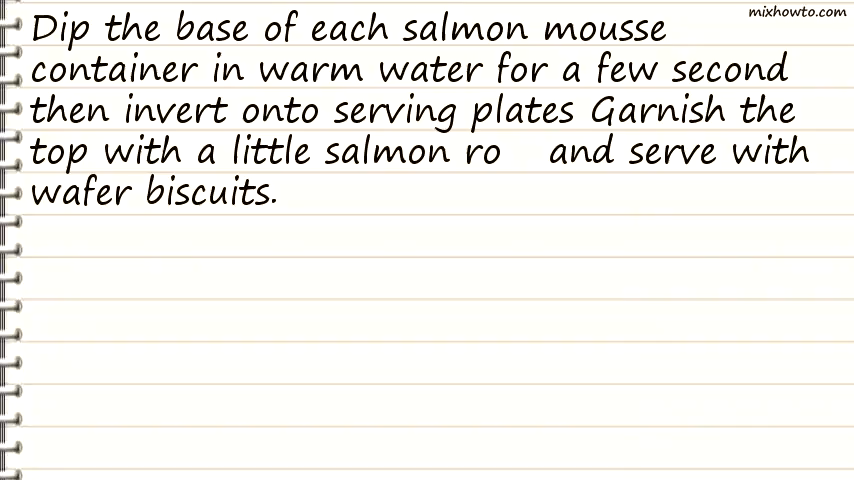 mixhowto.com
Dip the base of each salmon mousse
container in warm water for a few second
then invert onto serving plates Garnish the
top with a little salmon ro and serve with
wafer biscuits.